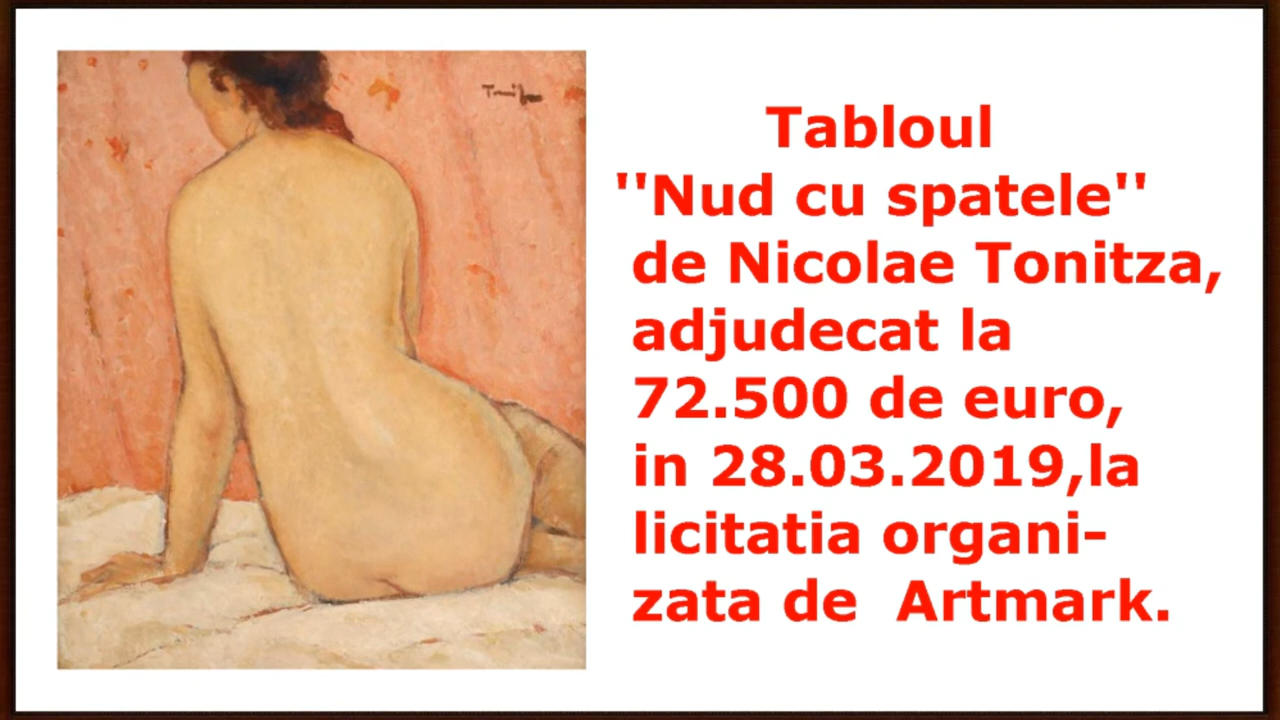 Tabloul
''Nud cu spatele''
de Nicolae Tonitza,
adjudecat la
72.500 de euro,
in 28.03.2019,la
licitatia organi-
zata de  Artmark.